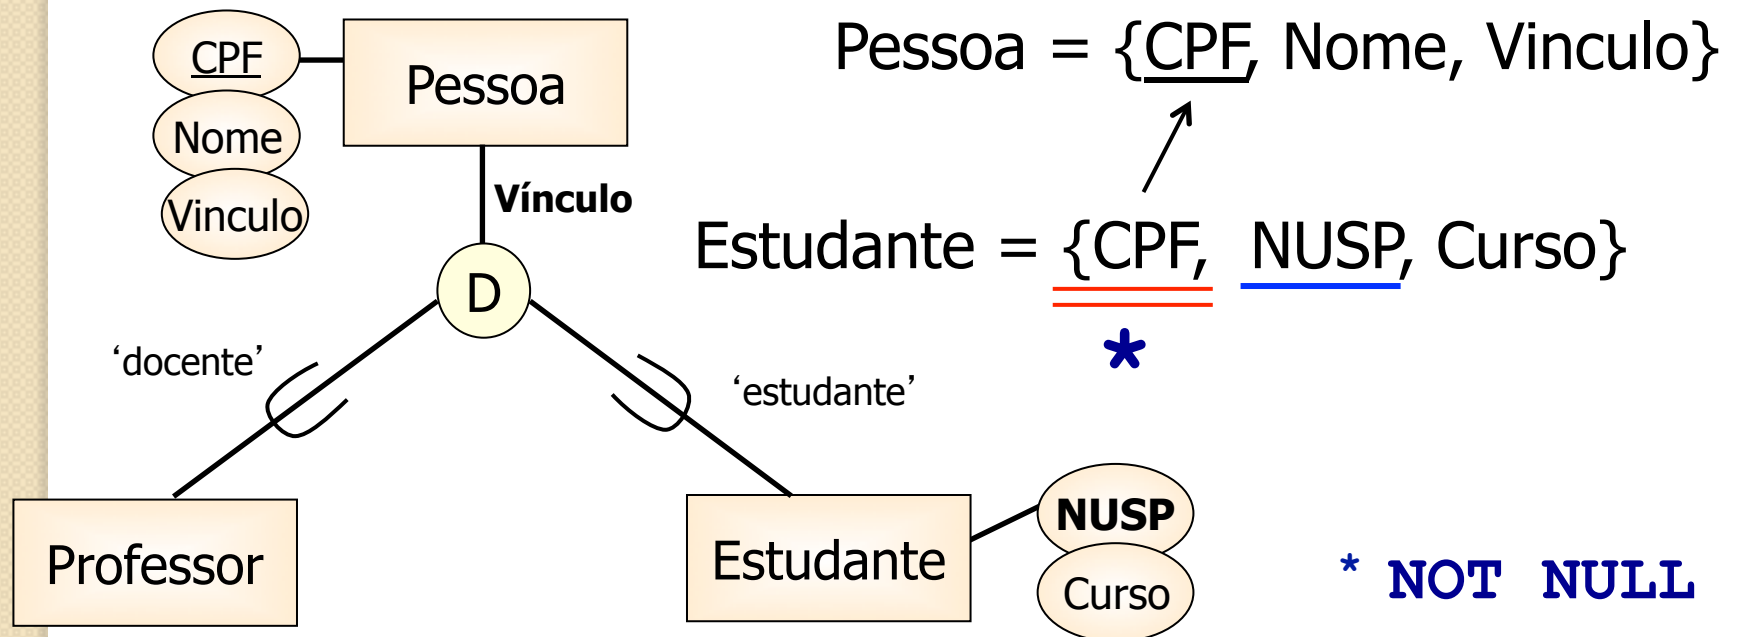 CPF
Nome
Vinculo
Pessoa
Vínculo
D
‘docente’
‘estudante’
Professor
Estudante
NUSP
Curso
Pessoa = {CPF, Nome, Vinculo}
Estudante = {CPF, NUSP, Curso}
*
* NOT NULL